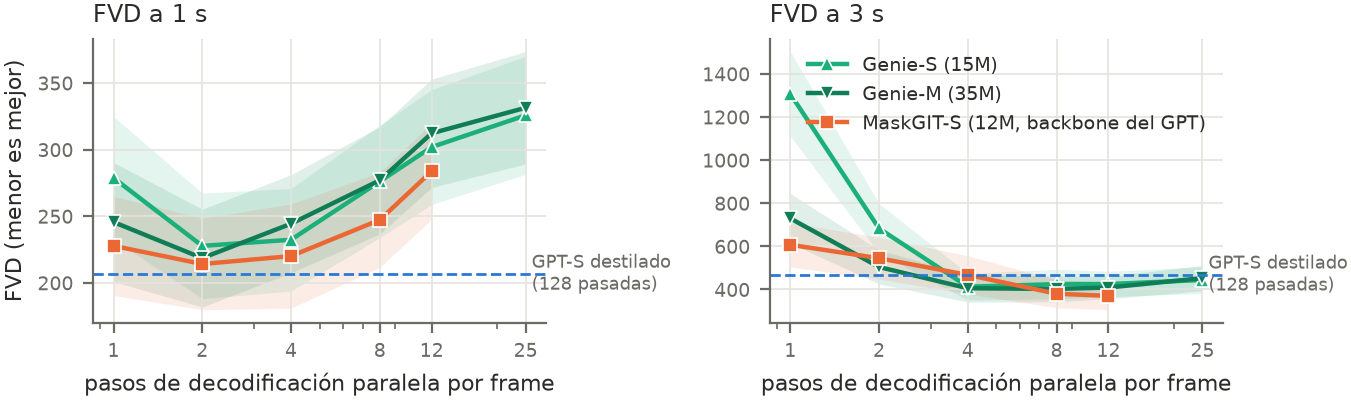 FVD a 1 s
FVD (menor es mejor)
350
300
250
200
1 2 4 8 12 25
pasos de decodificación paralela por frame
GPT-S destilado
(128 pasadas)
FVD a 3 s
1400
1200
1000
800
600
400
Genie-S (15M)
Genie-M (35M)
MaskGIT-S (12M, backbone del GPT)
GPT-S destilado
(128 pasadas)
1 2 4 8 12 25
pasos de decodificación paralela por frame